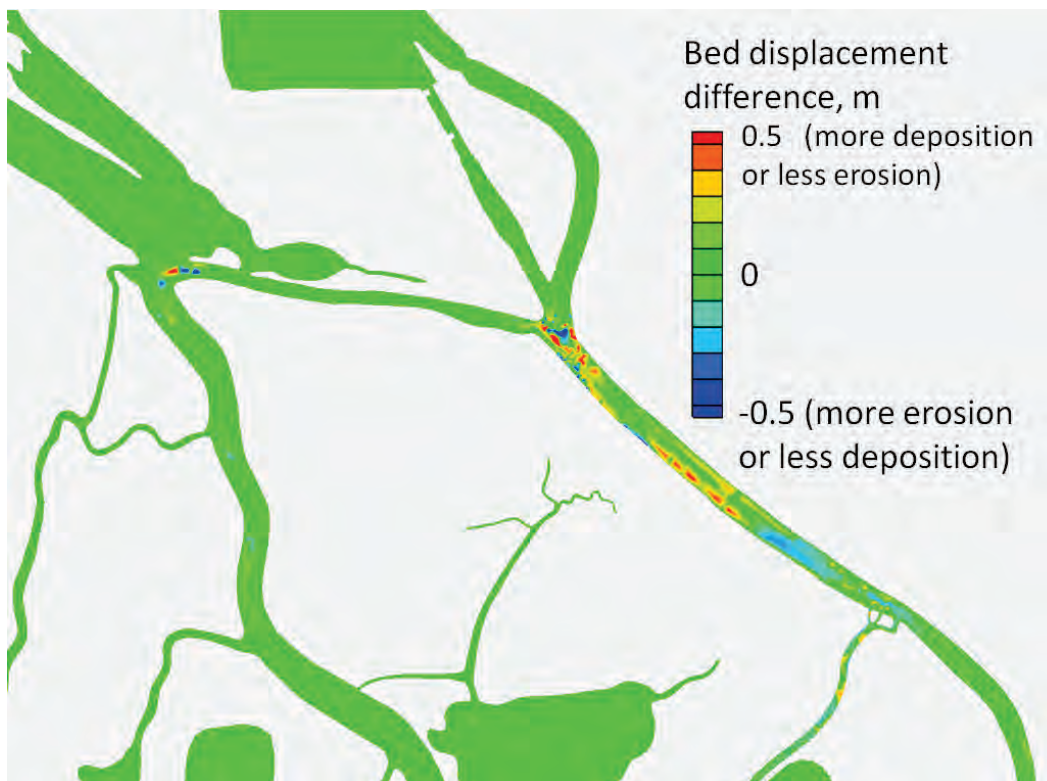 Bed displacement
difference, m
0.5 (more deposition
or less erosion)
0
-0.5 (more erosion
or less deposition)